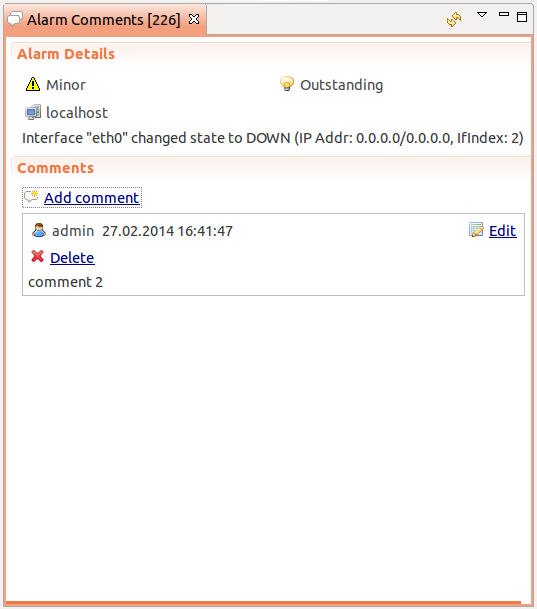 Alarm Comments [226]
Alarm Details
Minor
Outstanding
localhost
Interface "eth0" changed state to DOWN (IP Addr: 0.0.0.0/0.0.0.0, IfIndex: 2)
Comments
Add comment
admin 27.02.2014 16:41:47
Edit
Delete
comment 2